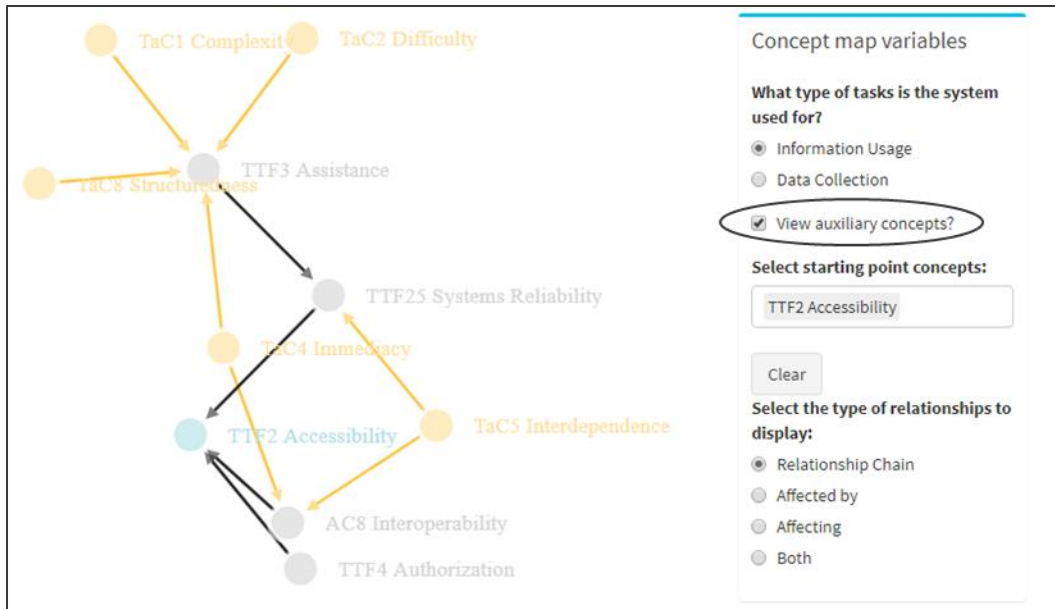 TaC1 Complexity
TaC2 Difficulty
TTF3 Assistance
TaC8 Structuredness
TTF25 Systems Reliability
TaC4 Immediacy
TTF2 Accessibility
TaC5 Interdependence
AC8 Interoperability
TTF4 Authorization
Concept map variables
What type of tasks is the system
used for?
Information Usage
Data Collection
View auxiliary concepts?
Select starting point concepts:
TTF2 Accessibility
Clear
Select the type of relationships to
display:
Relationship Chain
Affected by
Affecting
Both